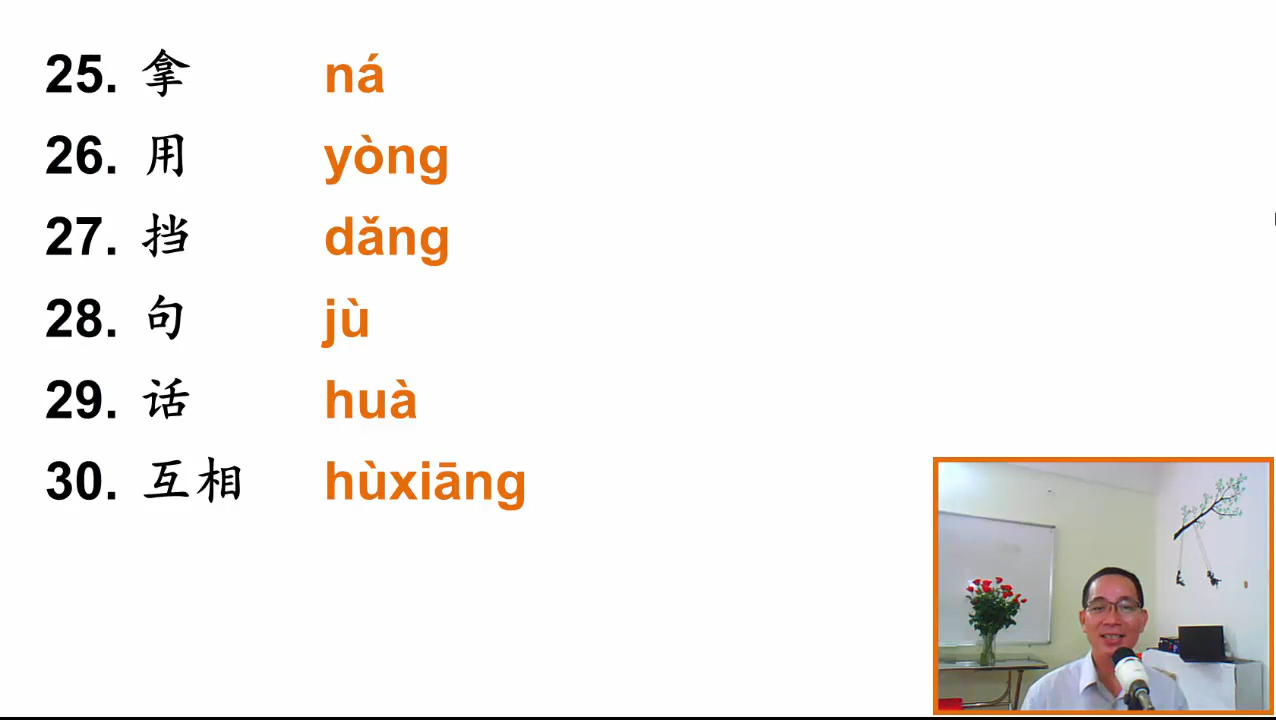 25. 拿 ná
26. 用 yòng
27. 挡 dǎng
28. 句 jù
29. 话 huà
30. 互相 hùxiāng